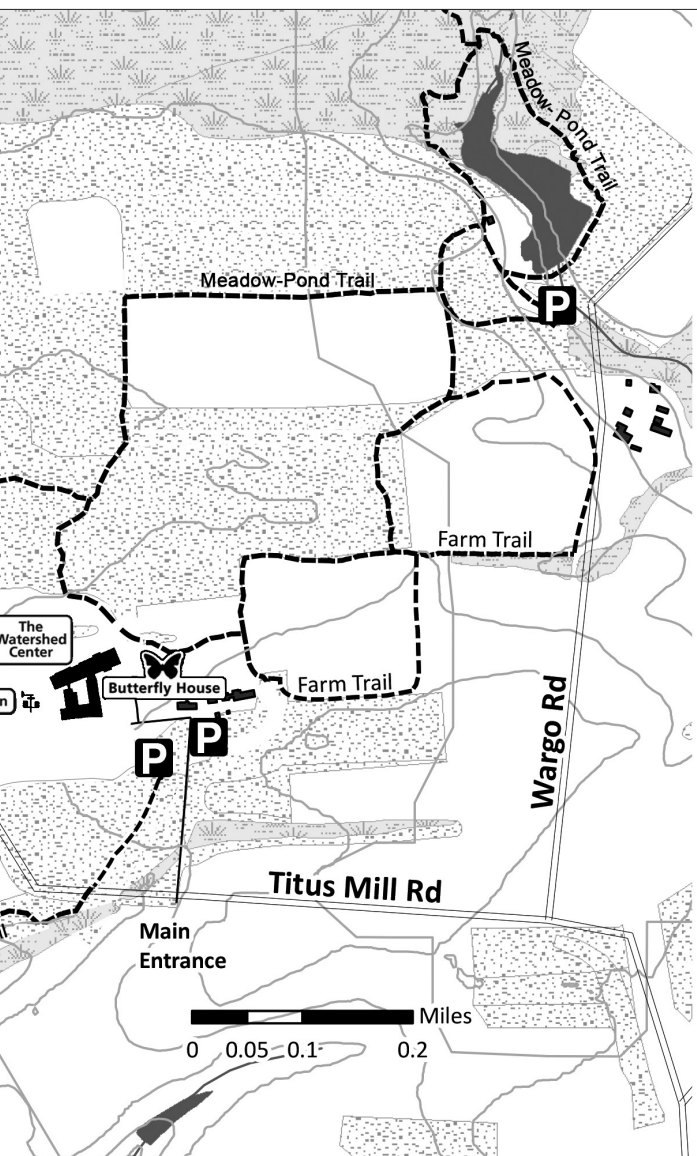 Meadow- Pond Trail
Meadow-Pond Trail
P
Farm Trail
The
Watershed
Center
Butterfly House
n
Farm Trail
P
P
Wargo Rd
Titus Mill Rd
Main
Entrance
Miles
0 0.05 0.1 0.2